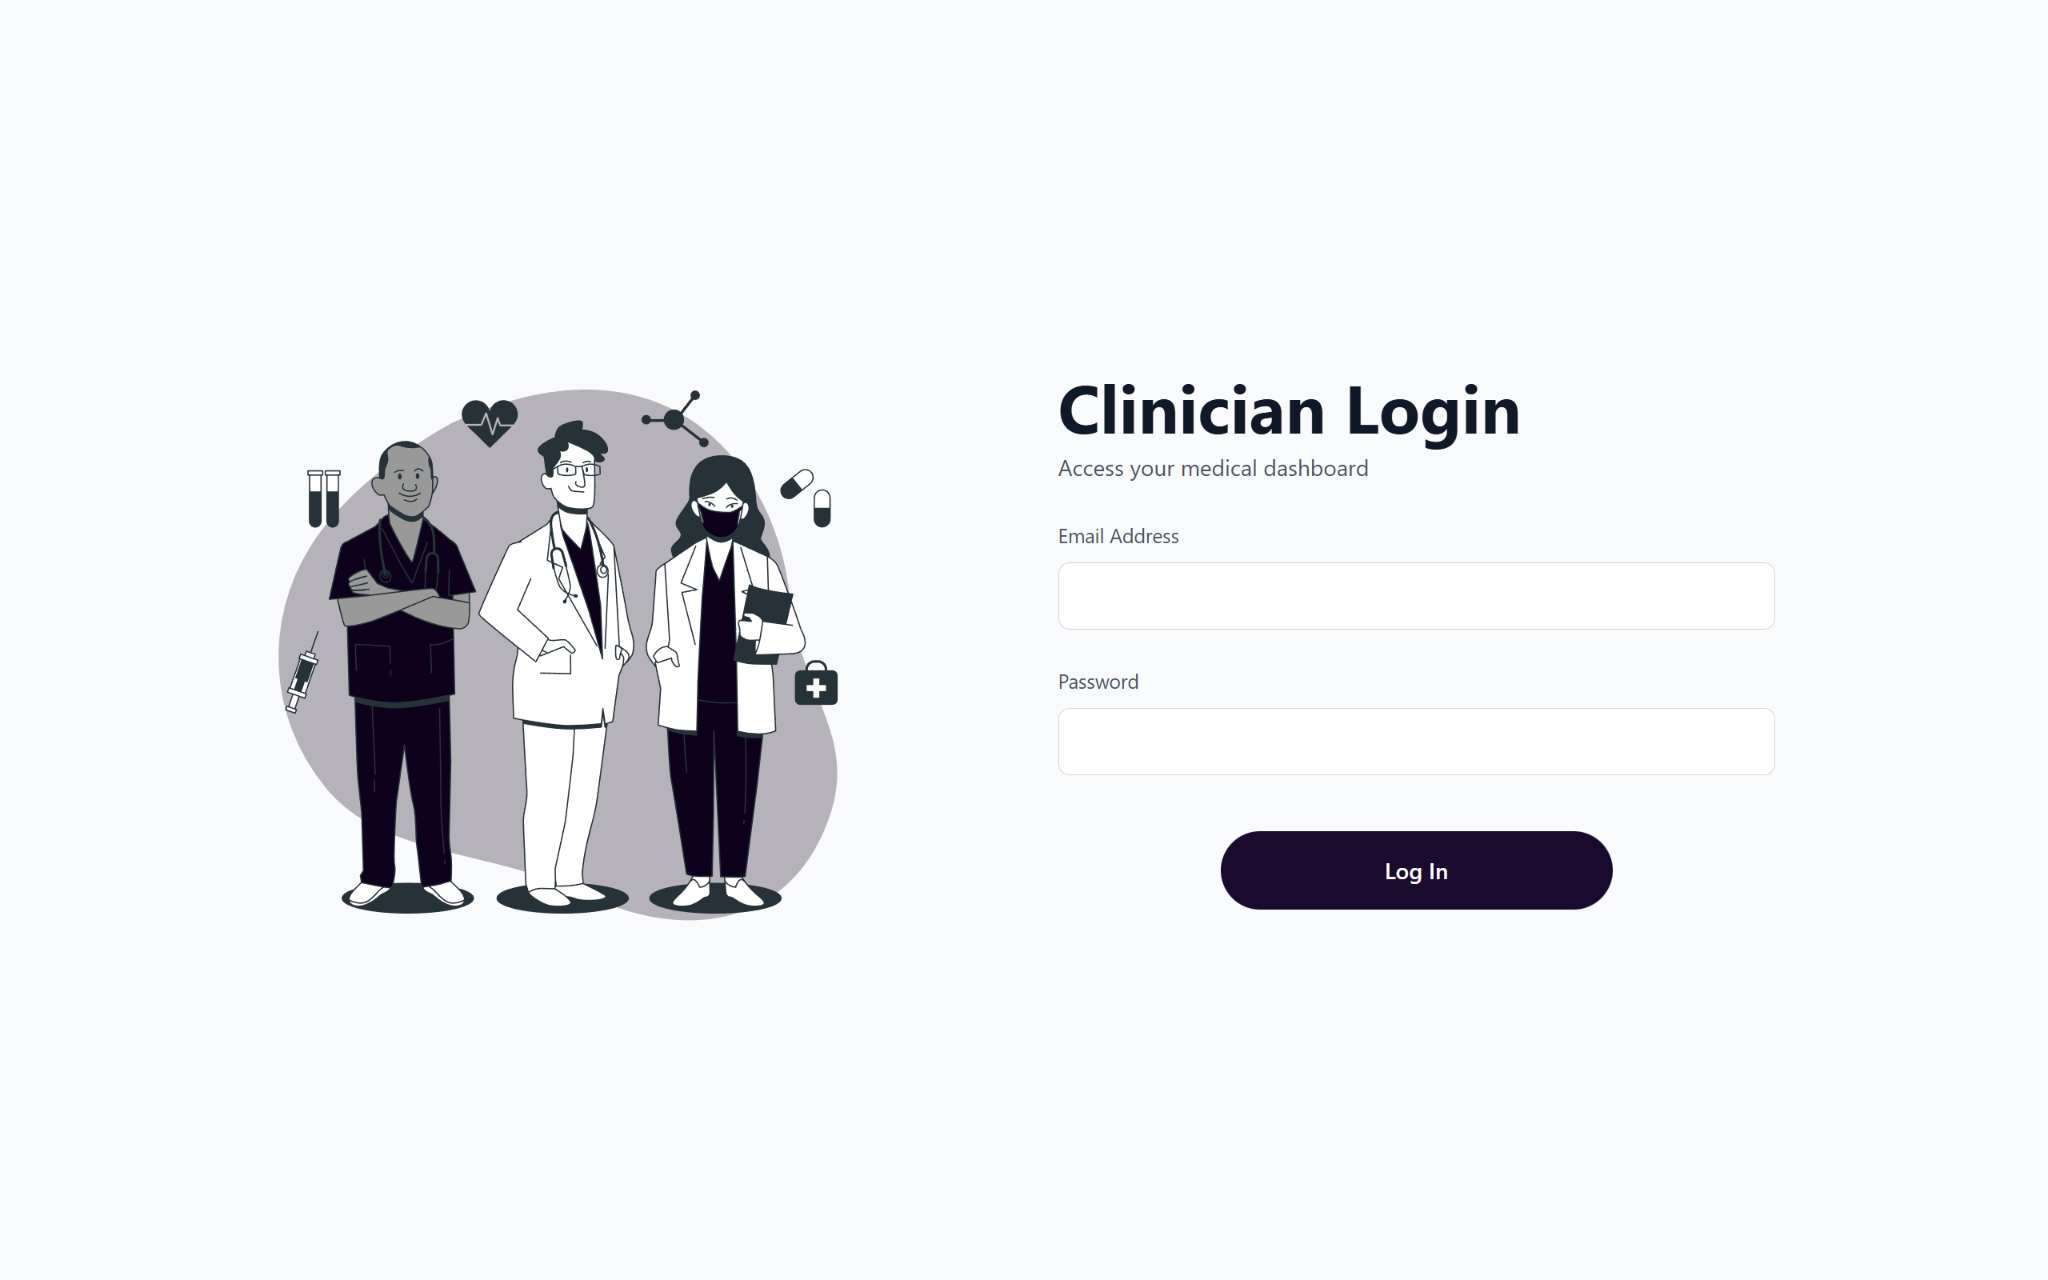 Clinician Login
Access your medical dashboard
Email Address
Password
Log In